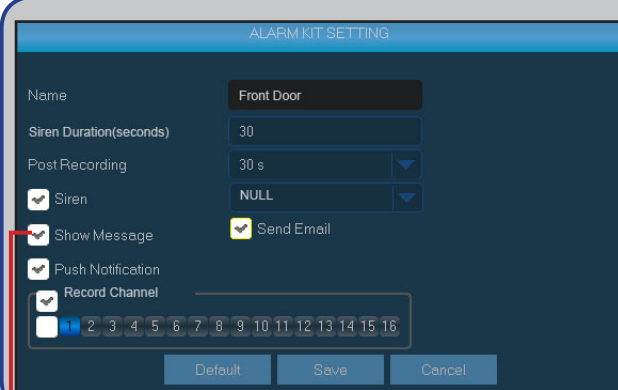 ALARM KIT SETTING
Name Front Door
Siren Duration(seconds) 30
Post Recording 30 s
Siren NULL
Show Message Send Email
Push Notification
Record Channel
1 2 3 4 5 6 7 8 9 10 11 12 13 14 15 16
Default Save Cancel